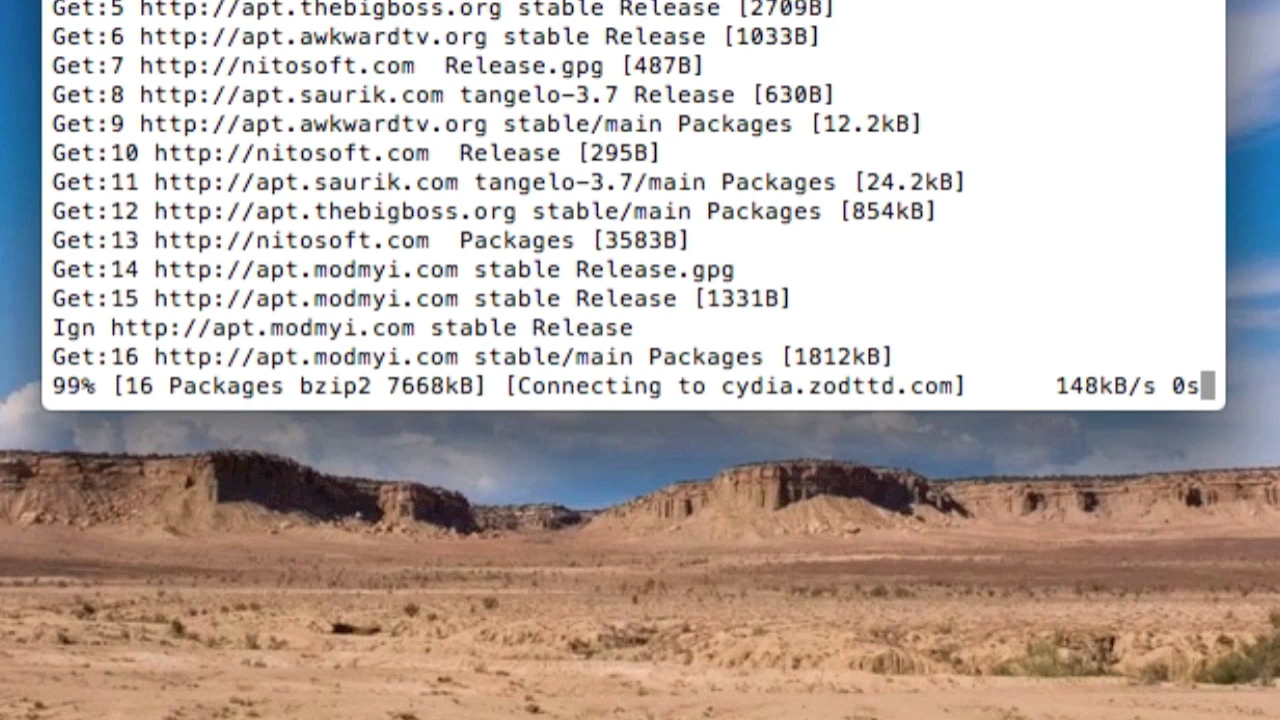 Get:5 http://apt.thebigboss.org stable Release [2709B]
Get:6 http://apt.awkwardtv.org stable Release [1033B]
Get:7 http://nitosoft.com  Release.gpg [487B]
Get:8 http://apt.saurik.com tangelo-3.7 Release [630B]
Get:9 http://apt.awkwardtv.org stable/main Packages [12.2kB]
Get:10 http://nitosoft.com  Release [295B]
Get:11 http://apt.saurik.com tangelo-3.7/main Packages [24.2kB]
Get:12 http://apt.thebigboss.org stable/main Packages [854kB]
Get:13 http://nitosoft.com  Packages [3583B]
Get:14 http://apt.modmyi.com stable Release.gpg
Get:15 http://apt.modmyi.com stable Release [1331B]
Ign http://apt.modmyi.com stable Release
Get:16 http://apt.modmyi.com stable/main Packages [1812kB]
99% [16 Packages bzip2 7668kB] [Connecting to cydia.zodttd.com]      148kB/s 0s